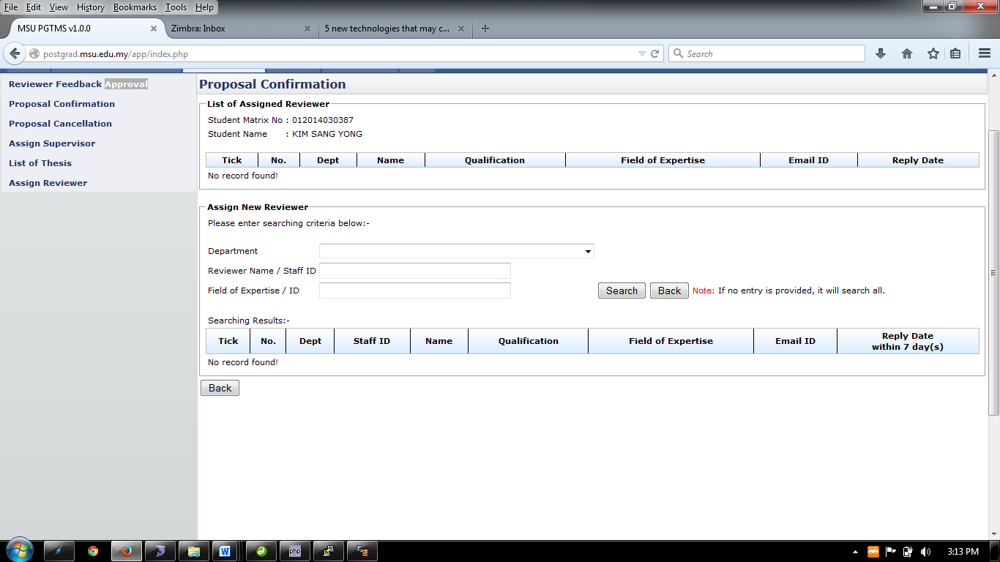 File Edit View History Bookmarks Tools Help
MSU PGTMS v1.0.0
Zimbra: Inbox
5 new technologies that may c...
postgrad.msu.edu.my/app/index.php
Search
Reviewer Feedback Approval
Proposal Confirmation
Proposal Cancellation
Assign Supervisor
List of Thesis
Assign Reviewer
Proposal Confirmation
List of Assigned Reviewer
Student Matrix No : 012014030387
Student Name : KIM SANG YONG
Tick No. Dept Name Qualification Field of Expertise Email ID Reply Date
No record found!
Assign New Reviewer
Please enter searching criteria below:-
Department
Reviewer Name / Staff ID
Field of Expertise / ID Search Back Note: If no entry is provided, it will search all.
Searching Results:-
Tick No. Dept Staff ID Name Qualification Field of Expertise Email ID Reply Date
within 7 day(s)
No record found!
Back
php
3:13 PM